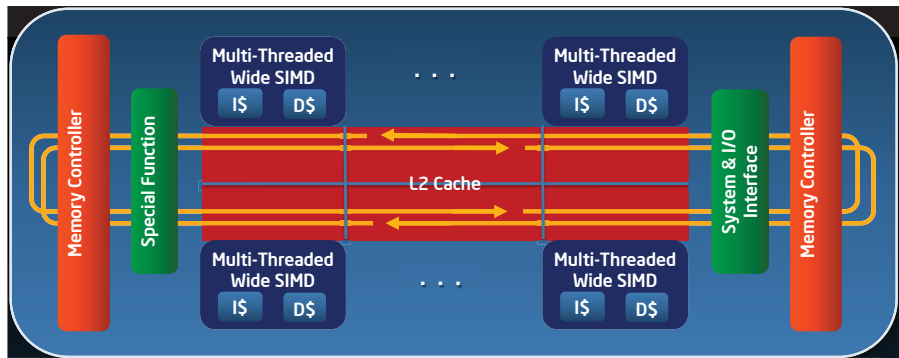 Memory Controller
Special Function
Multi-Threaded
Wide SIMD
I$ D$
. . .
Multi-Threaded
Wide SIMD
I$ D$
L2 Cache
Multi-Threaded
Wide SIMD
I$ D$
. . .
Multi-Threaded
Wide SIMD
I$ D$
System & I/O
Interface
Memory Controller